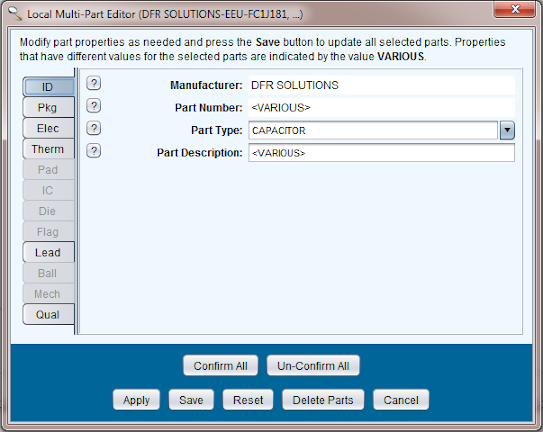 Local Multi-Part Editor (DFR SOLUTIONS-EEU-FC1J181, ...)
Modify part properties as needed and press the Save button to update all selected parts. Properties
that have different values for the selected parts are indicated by the value VARIOUS.
ID
? Manufacturer: DFR SOLUTIONS
Pkg
? Part Number: <VARIOUS>
Elec
? Part Type: CAPACITOR
Therm
? Part Description: <VARIOUS>
Pad
IC
Die
Flag
Lead
Ball
Mech
Qual
Confirm All Un-Confirm All
Apply Save Reset Delete Parts Cancel